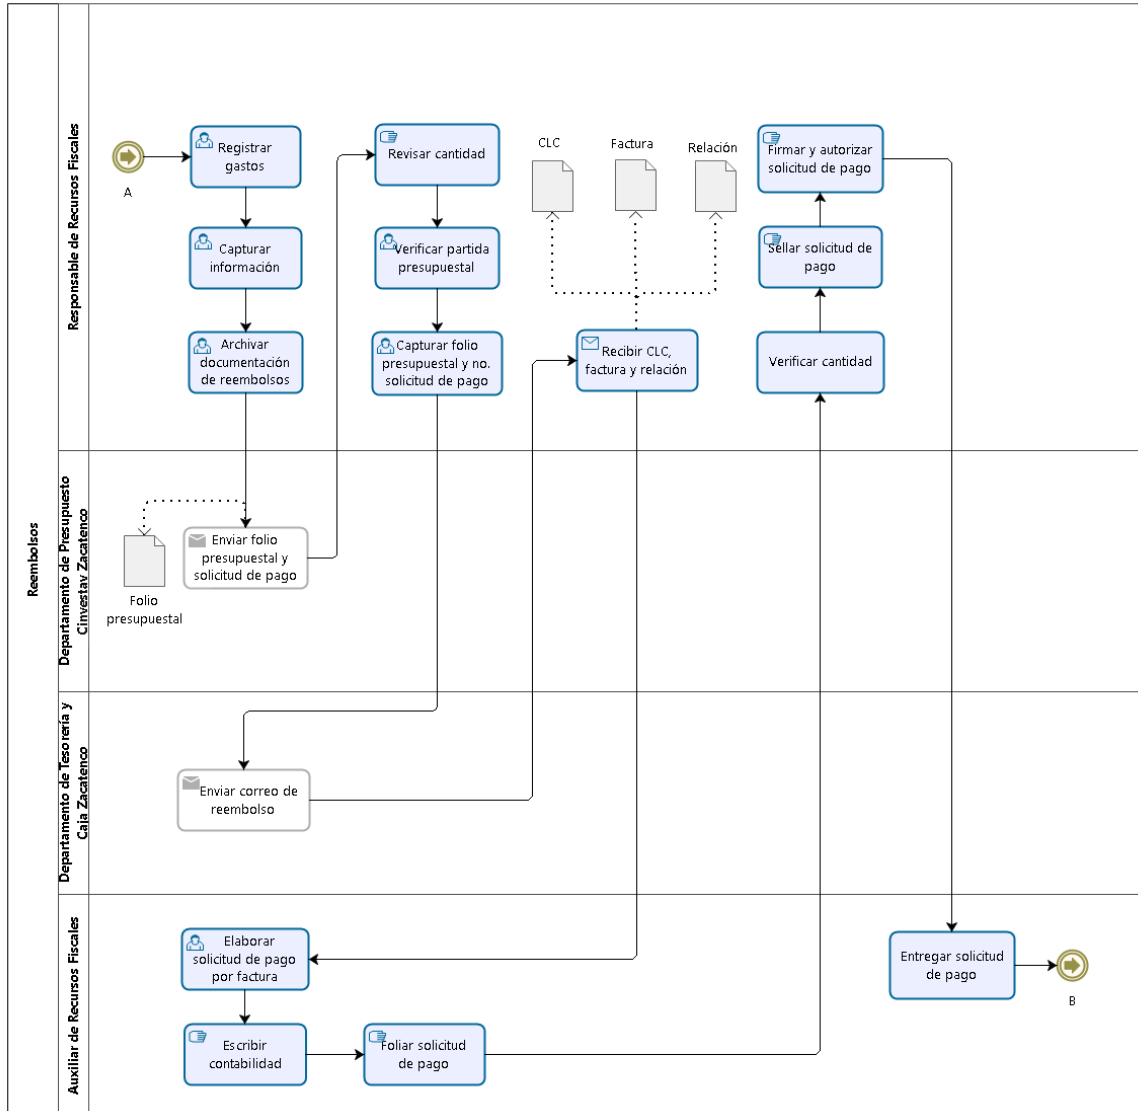 Reembolsos
Responsable de Recursos Fiscales
A
Registrar
gastos
Capturar
información
Archivar
documentación
de reembolsos
Revisar cantidad
Verificar partida
presupuestal
Capturar folio
presupuestal y no.
solicitud de pago
CLC
Factura
Relación
Recibir CLC,
factura y relación
Firmar y autorizar
solicitud de pago
Sellar solicitud de
pago
Verificar cantidad
Departamento de Presupuesto
Cinvestav Zacatenco
Enviar folio
presupuestal y
solicitud de pago
Folio
presupuestal
Departamento de Tesorería y
Caja Zacatenco
Enviar correo de
reembolso
Auxiliar de Recursos Fiscales
Elaborar
solicitud de pago
por factura
Escribir
contabilidad
Foliar solicitud
de pago
Entregar solicitud
de pago
B